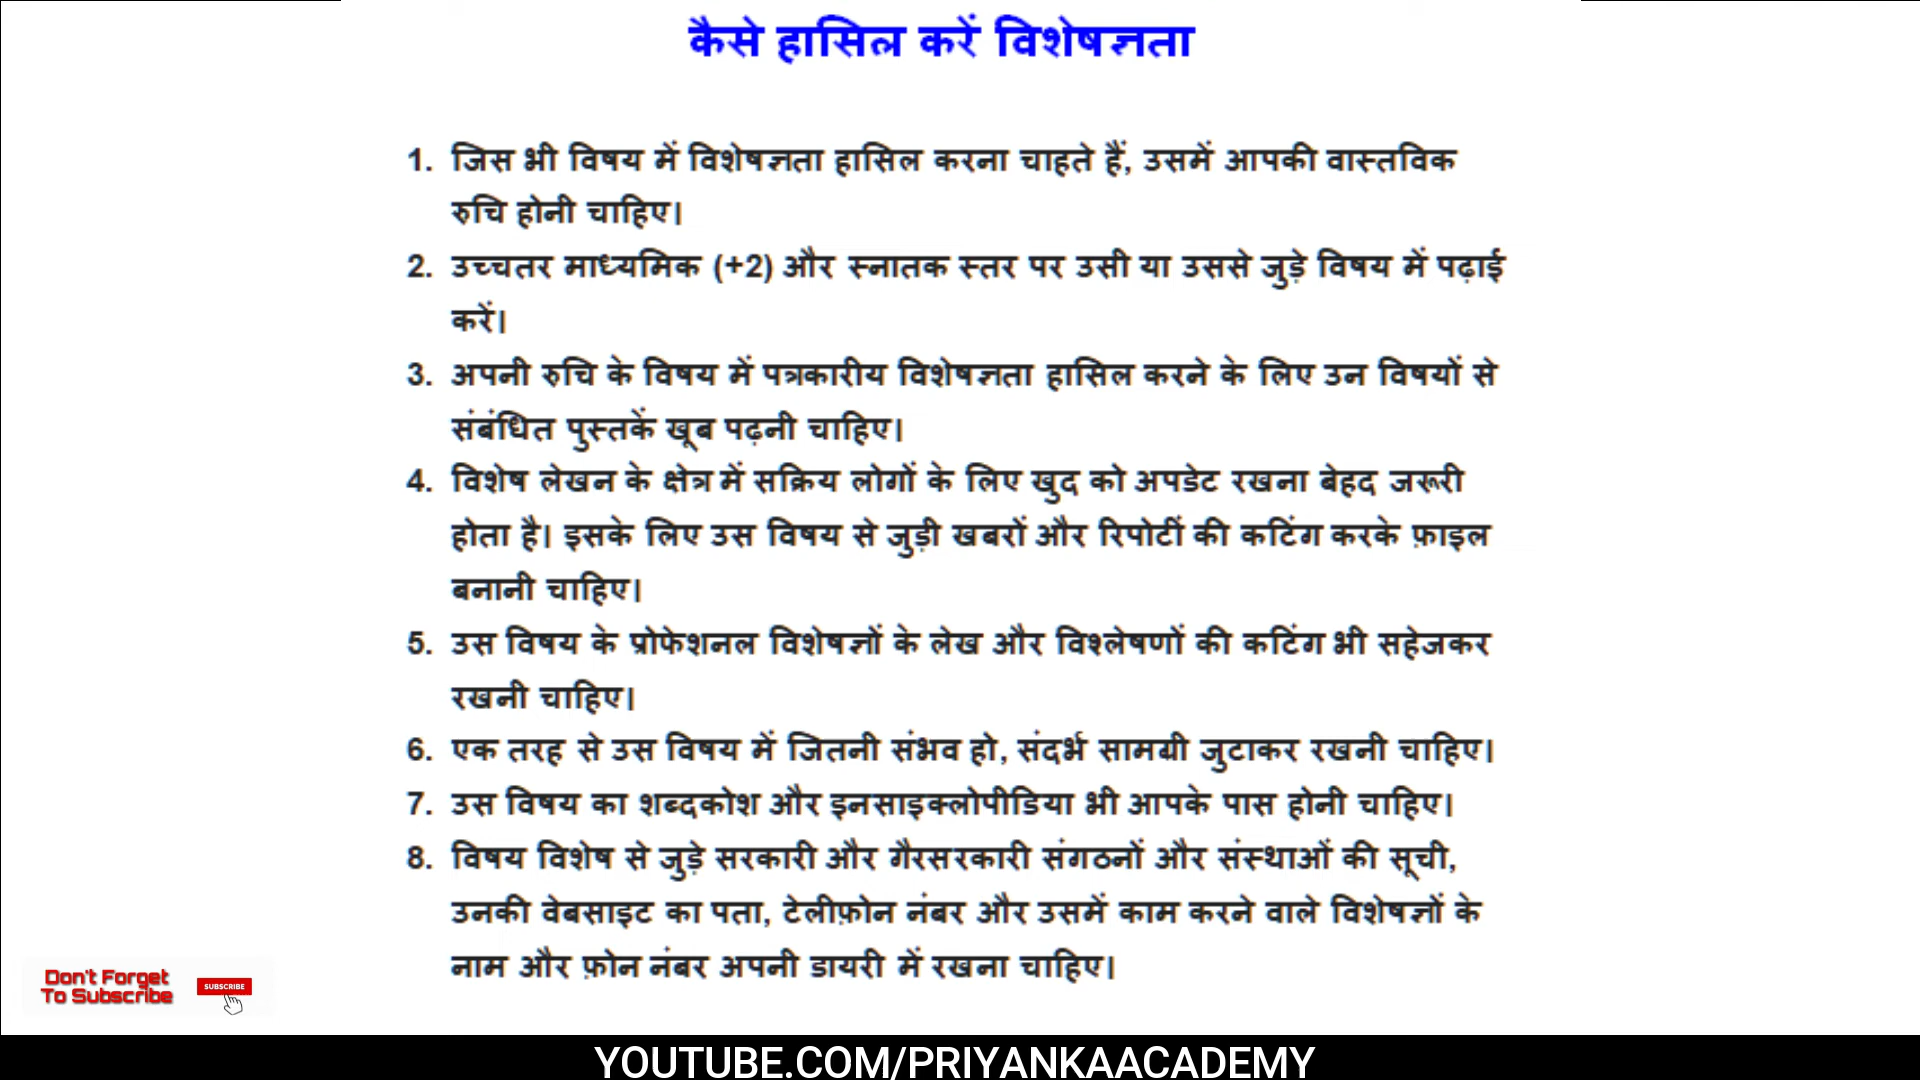 कैसे हासिल करें विशेषज्ञता
1. जिस भी विषय में विशेषज्ञता हासिल करना चाहते हैं, उसमें आपकी वास्तविक
रुचि होनी चाहिए।
2. उच्चतर माध्यमिक (+2) और स्नातक स्तर पर उसी या उससे जुड़े विषय में पढ़ाई
करें।
3. अपनी रुचि के विषय में पत्रकारीय विशेषज्ञता हासिल करने के लिए उन विषयों से
संबंधित पुस्तकें खूब पढ़नी चाहिए।
4. विशेष लेखन के क्षेत्र में सक्रिय लोगों के लिए खुद को अपडेट रखना बेहद जरूरी
होता है। इसके लिए उस विषय से जुड़ी खबरों और रिपोर्टों की कटिंग करके फ़ाइल
बनानी चाहिए।
5. उस विषय के प्रोफेशनल विशेषज्ञों के लेख और विश्लेषणों की कटिंग भी सहेजकर
रखनी चाहिए।
6. एक तरह से उस विषय में जितनी संभव हो, संदर्भ सामग्री जुटाकर रखनी चाहिए।
7. उस विषय का शब्दकोश और इनसाइक्लोपीडिया भी आपके पास होनी चाहिए।
8. विषय विशेष से जुड़े सरकारी और गैरसरकारी संगठनों और संस्थाओं की सूची,
उनकी वेबसाइट का पता, टेलीफ़ोन नंबर और उसमें काम करने वाले विशेषज्ञों के
नाम और फ़ोन नंबर अपनी डायरी में रखना चाहिए।
Don't Forget
To Subscribe
SUBSCRIBE
YOUTUBE.COM/PRIYANKAACADEMY